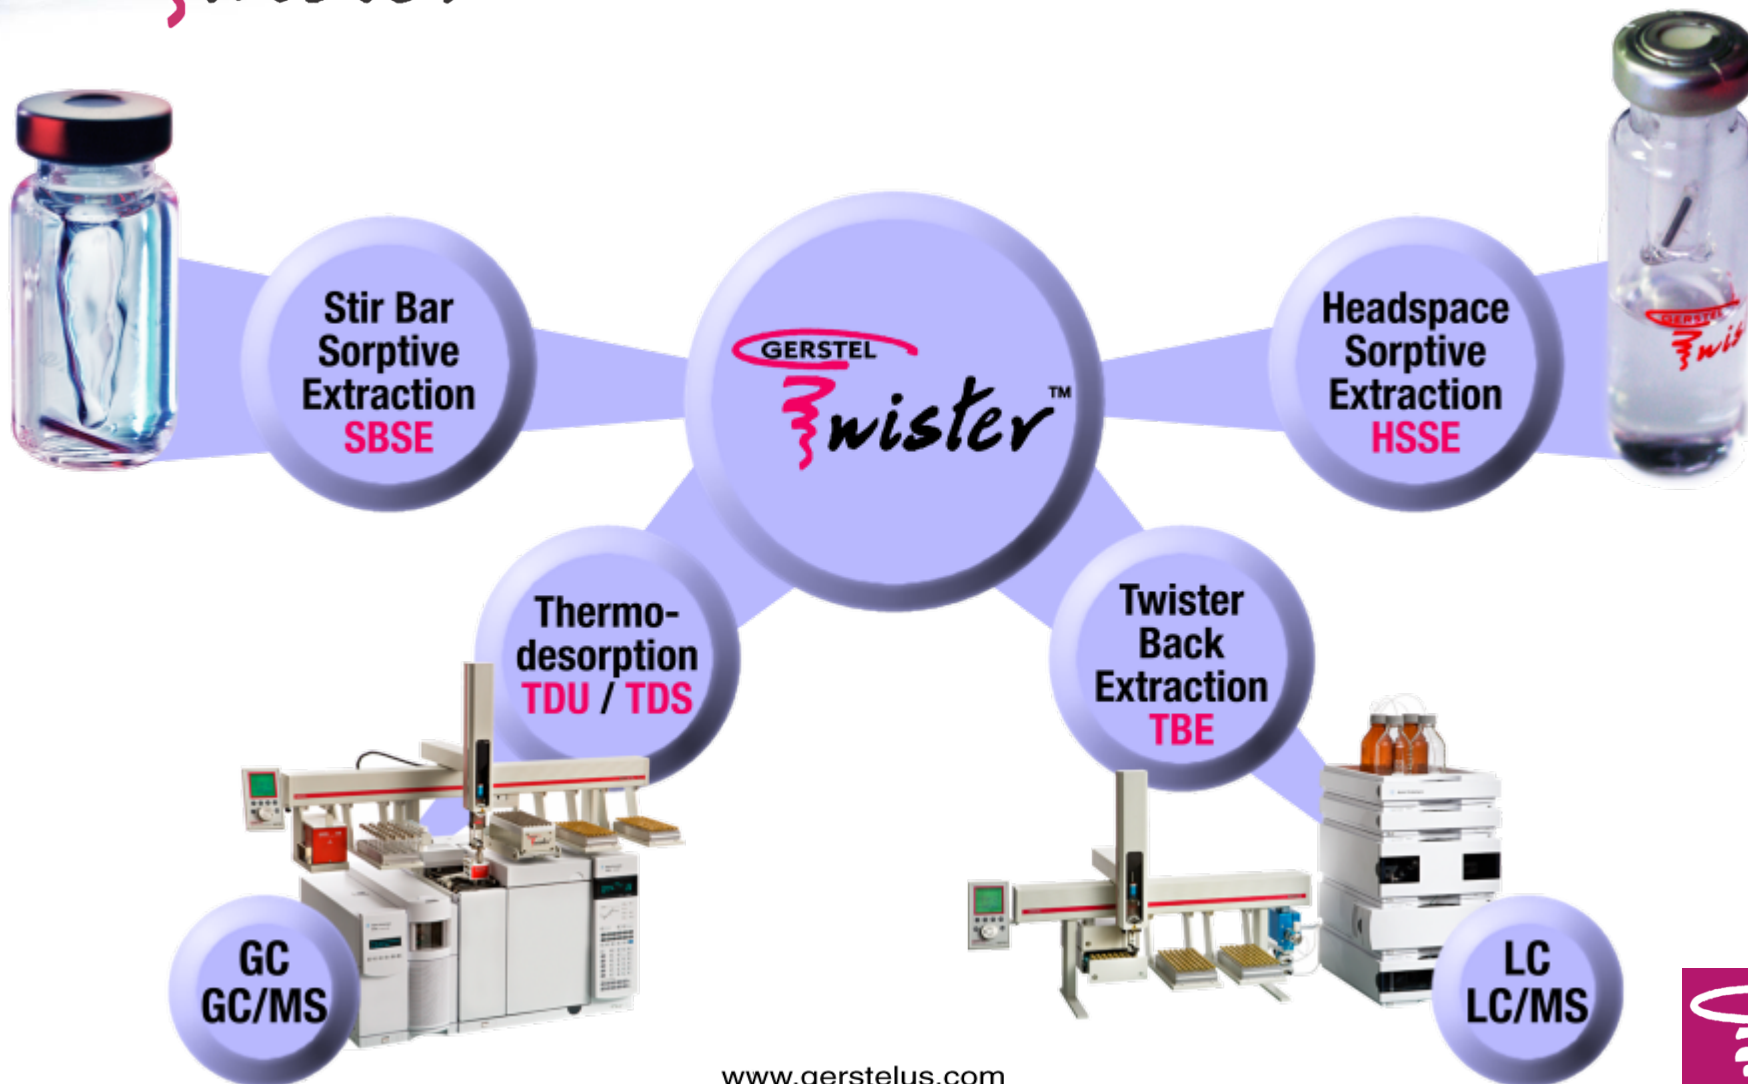 Stir Bar
Sorptive
Extraction
SBSE
GERSTEL
Twister™
Headspace
Sorptive
Extraction
HSSE
GERSTEL
Thermo-
desorption
TDU / TDS
Twister
Back
Extraction
TBE
GC
GC/MS
LC
LC/MS
www.gerstelus.com